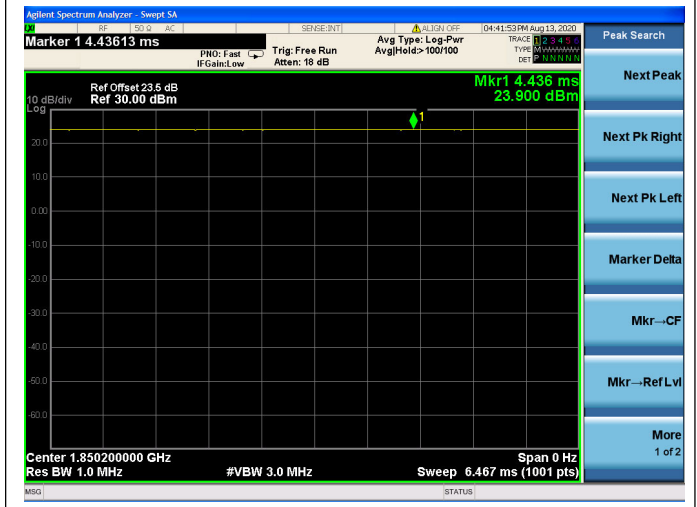 Agilent Spectrum Analyzer - Swept SA
RF 50 Ω AC SENSE:INT ALIGN OFF 04:41:53 PM Aug 13, 2020
Marker 1 4.43613 ms
PNO: Fast
IFGain:Low
Trig: Free Run
Atten: 18 dB
Avg Type: Log-Pwr
Avg|Hold:>100/100
TRACE 1 2 3 4 5 6
TYPE M
DET P N N N N N
Peak Search
Next Peak
Next Pk Right
Next Pk Left
Marker Delta
Mkr→CF
Mkr→Ref Lvl
More
1 of 2
Ref Offset 23.5 dB
10 dB/div Ref 30.00 dBm
Log
Mkr1 4.436 ms
23.900 dBm
1
20.0
10.0
0.00
-10.0
-20.0
-30.0
-40.0
-50.0
-60.0
Center 1.850200000 GHz Span 0 Hz
Res BW 1.0 MHz #VBW 3.0 MHz Sweep 6.467 ms (1001 pts)
MSG STATUS